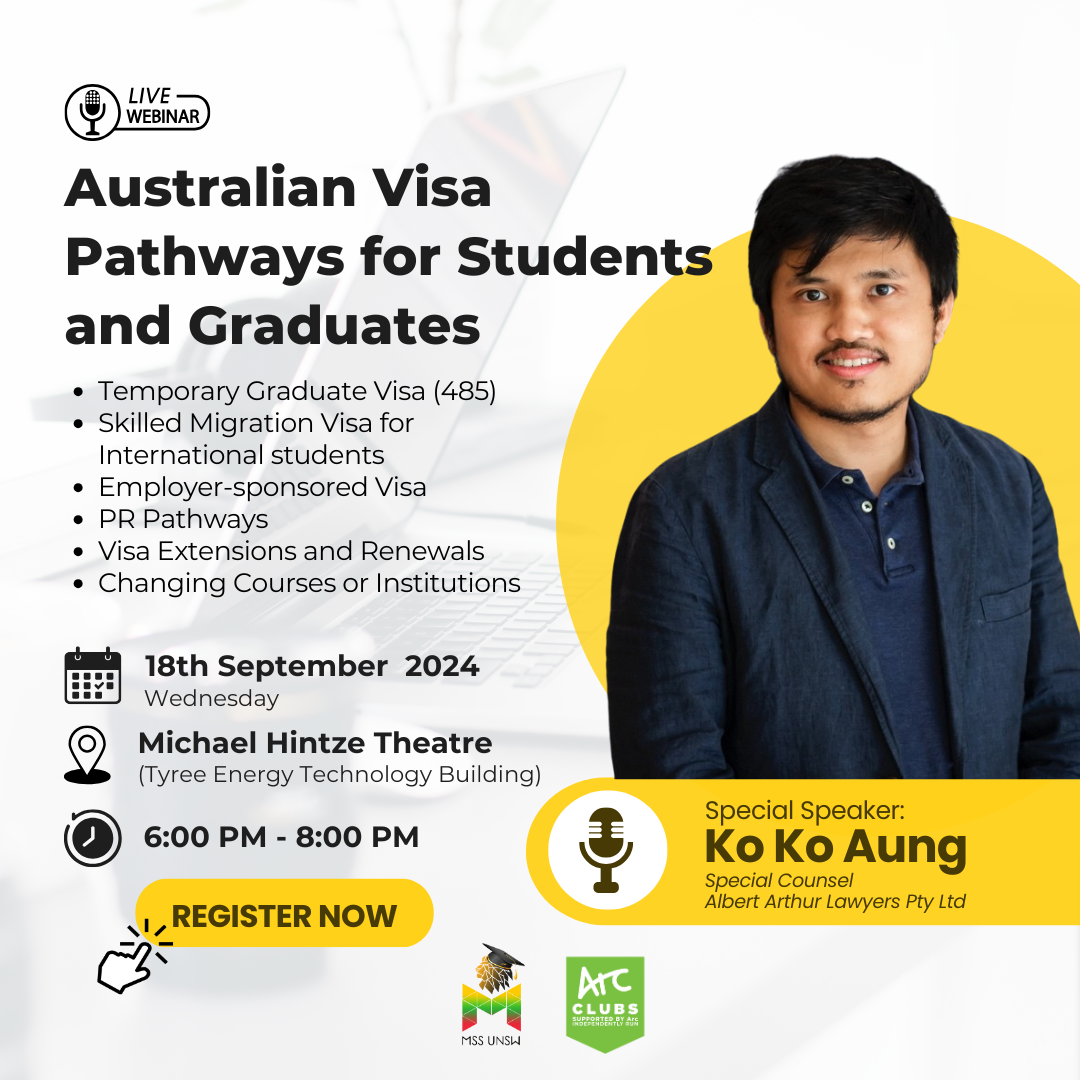 LIVE
WEBINAR
Australian Visa
Pathways for Students
and Graduates
Temporary Graduate Visa (485)
Skilled Migration Visa for
International students
Employer-sponsored Visa
PR Pathways
Visa Extensions and Renewals
Changing Courses or Institutions
18th September 2024
Wednesday
Michael Hintze Theatre
(Tyree Energy Technology Building)
6:00 PM - 8:00 PM
REGISTER NOW
Special Speaker:
Ko Ko Aung
Special Counsel
Albert Arthur Lawyers Pty Ltd
MSS UNSW
Arc
CLUBS
SUPPORTED BY Arc
INDEPENDENTLY RUN